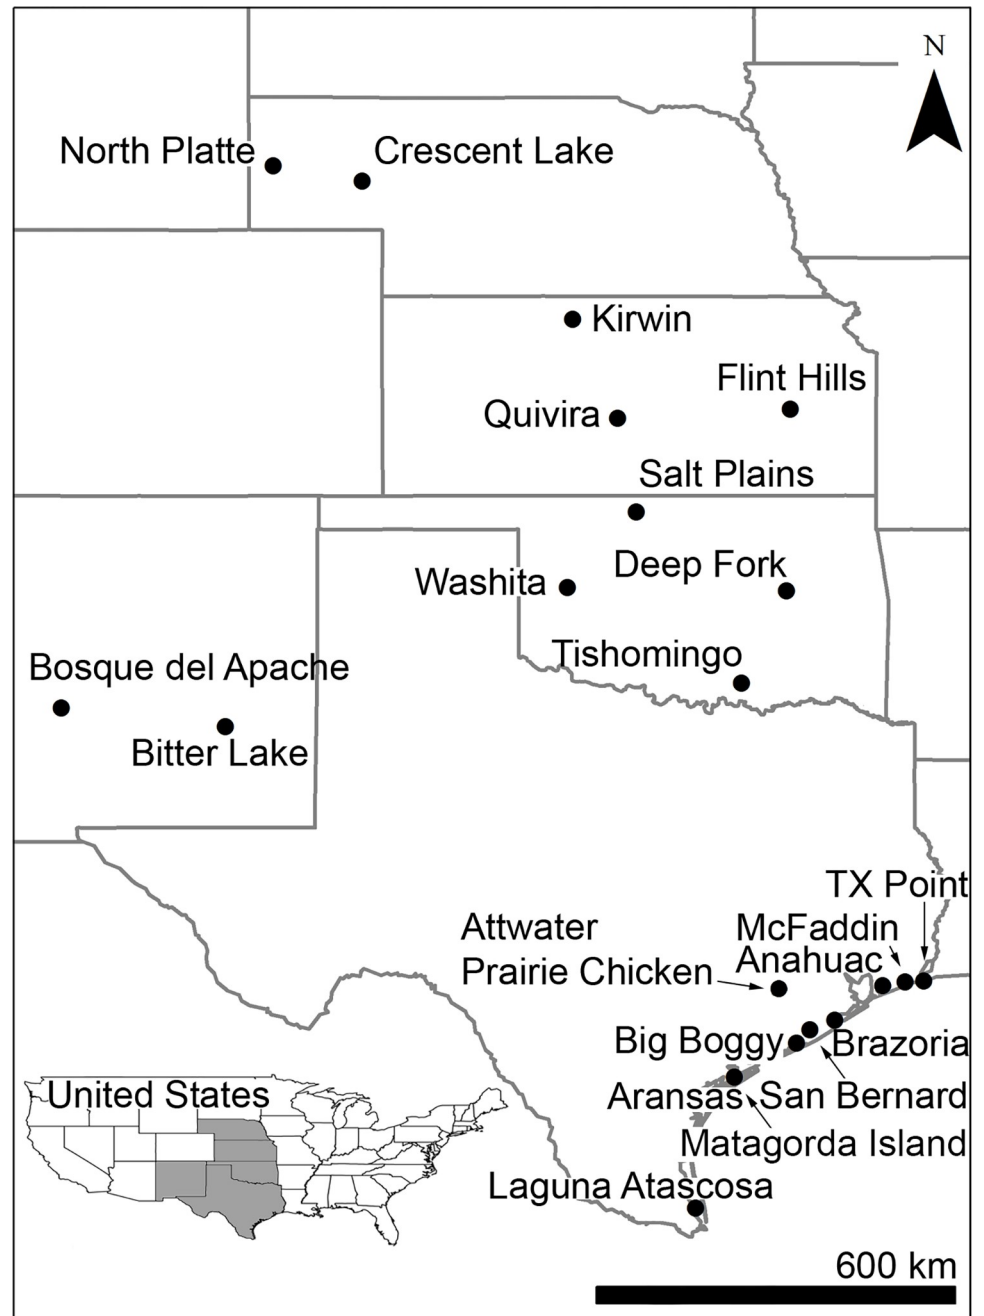 N
North Platte
Crescent Lake
Kirwin
Flint Hills
Quivira
Salt Plains
Deep Fork
Washita
Tishomingo
Bosque del Apache
Bitter Lake
TX Point
Attwater
Prairie Chicken
McFaddin
Anahuac
Big Boggy
Brazoria
Aransas
San Bernard
United States
Matagorda Island
Laguna Atascosa
600 km